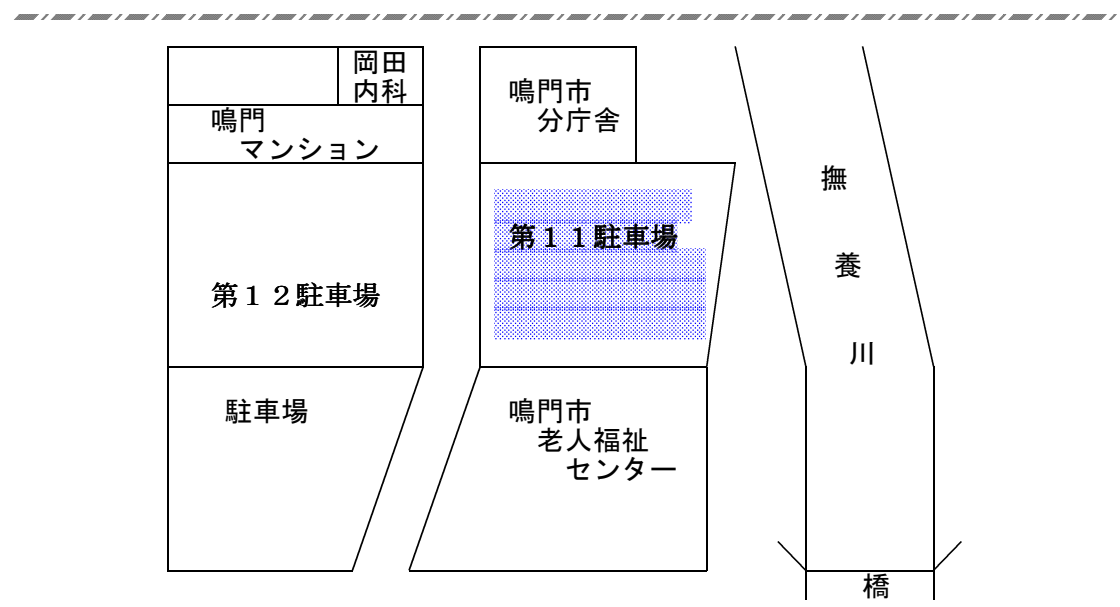 岡田
内科
鳴門
マンション
第１２駐車場
駐車場
鳴門市
分庁舎
第１１駐車場
鳴門市
老人福祉
センター
撫
養
川
橋